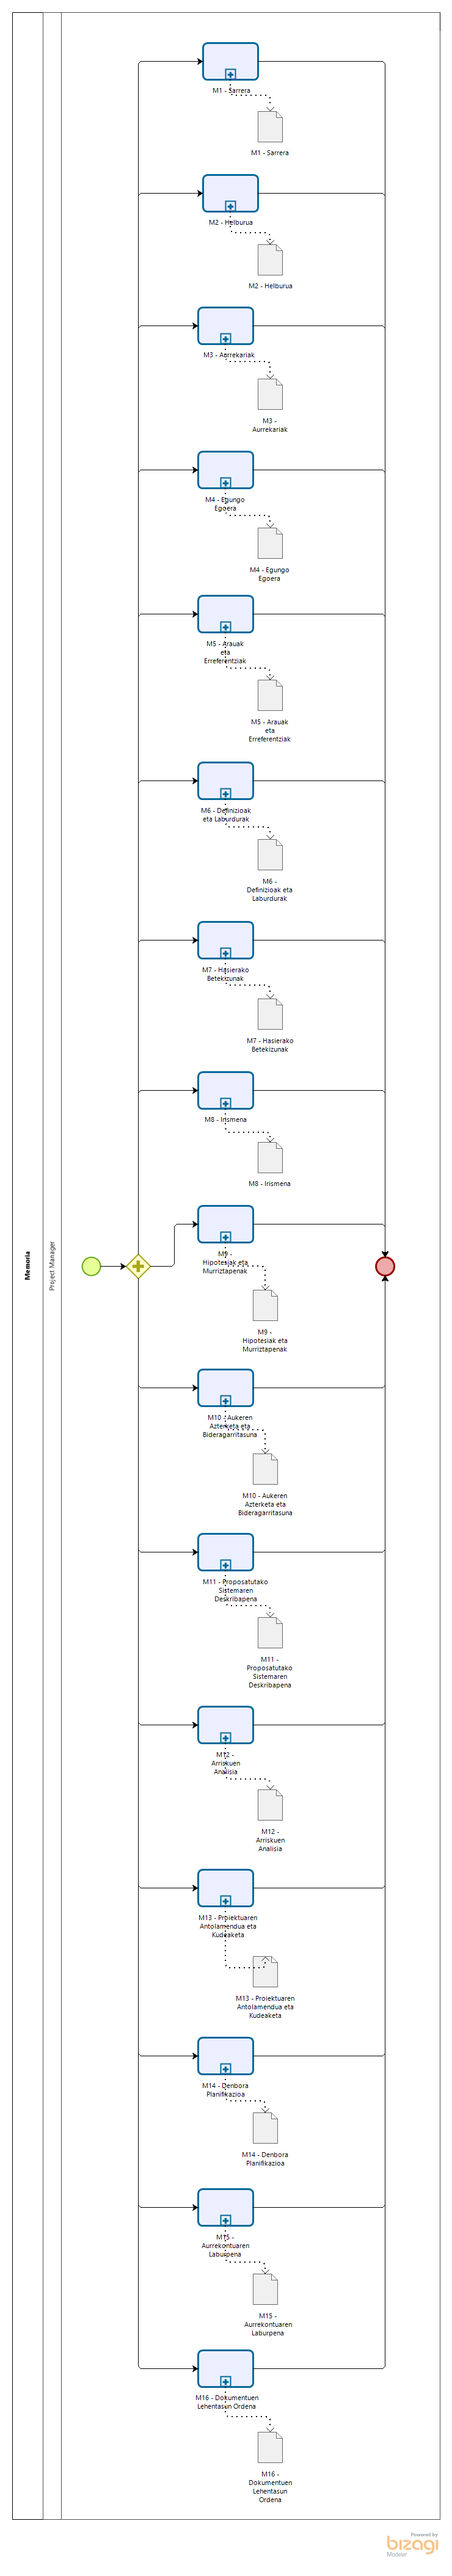 Memoria
Project Manager
M1 - Sarrera
M1 - Sarrera
M2 - Helburua
M2 - Helburua
M3 - Aurrekariak
M3 -
Aurrekariak
M4 - Egungo
Egoera
M4 - Egungo
Egoera
M5 - Arauak
eta
Erreferentziak
M5 - Arauak
eta
Erreferentziak
M6 - Definizioak
eta Laburdurak
M6 -
Definizioak eta
Laburdurak
M7 - Hasierako
Betekizunak
M7 - Hasierako
Betekizunak
M8 - Irismena
M8 - Irismena
M9 -
Hipotesiak eta
Murriztapenak
M9 -
Hipotesiak eta
Murriztapenak
M10 - Aukeren
Azterketa eta
Bideragarritasuna
M10 - Aukeren
Azterketa eta
Bideragarritasuna
M11 - Proposatutako
Sistemaren
Deskribapena
M11 -
Proposatutako
Sistemaren
Deskribapena
M12 -
Arriskuen
Analisia
M12 -
Arriskuen
Analisia
M13 - Proiektuaren
Antolamendua eta
Kudeaketa
M13 - Proiektuaren
Antolamendua eta
Kudeaketa
M14 - Denbora
Planifikazioa
M14 - Denbora
Planifikazioa
M15 -
Aurrekontuaren
Laburpena
M15 -
Aurrekontuaren
Laburpena
M16 - Dokumentuen
Lehentasun Ordena
M16 -
Dokumentuen
Lehentasun
Ordena
Powered by
bizagi
Modeler